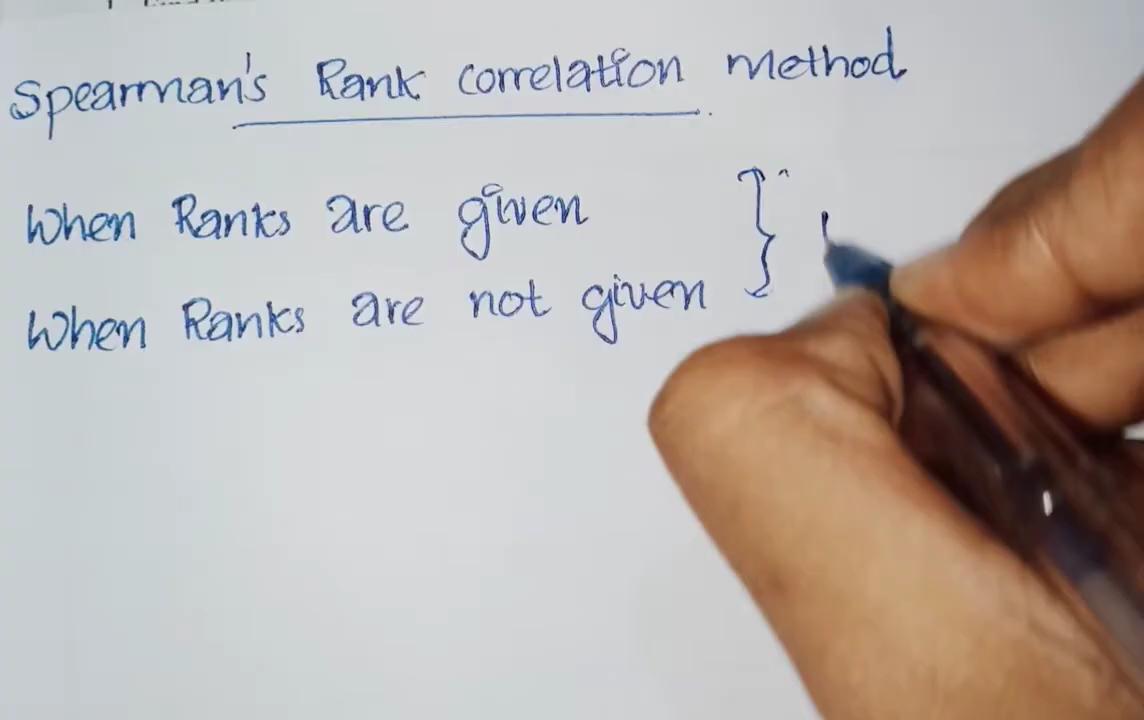 Spearman's Rank correlation method
When Ranks are given
When Ranks are not given